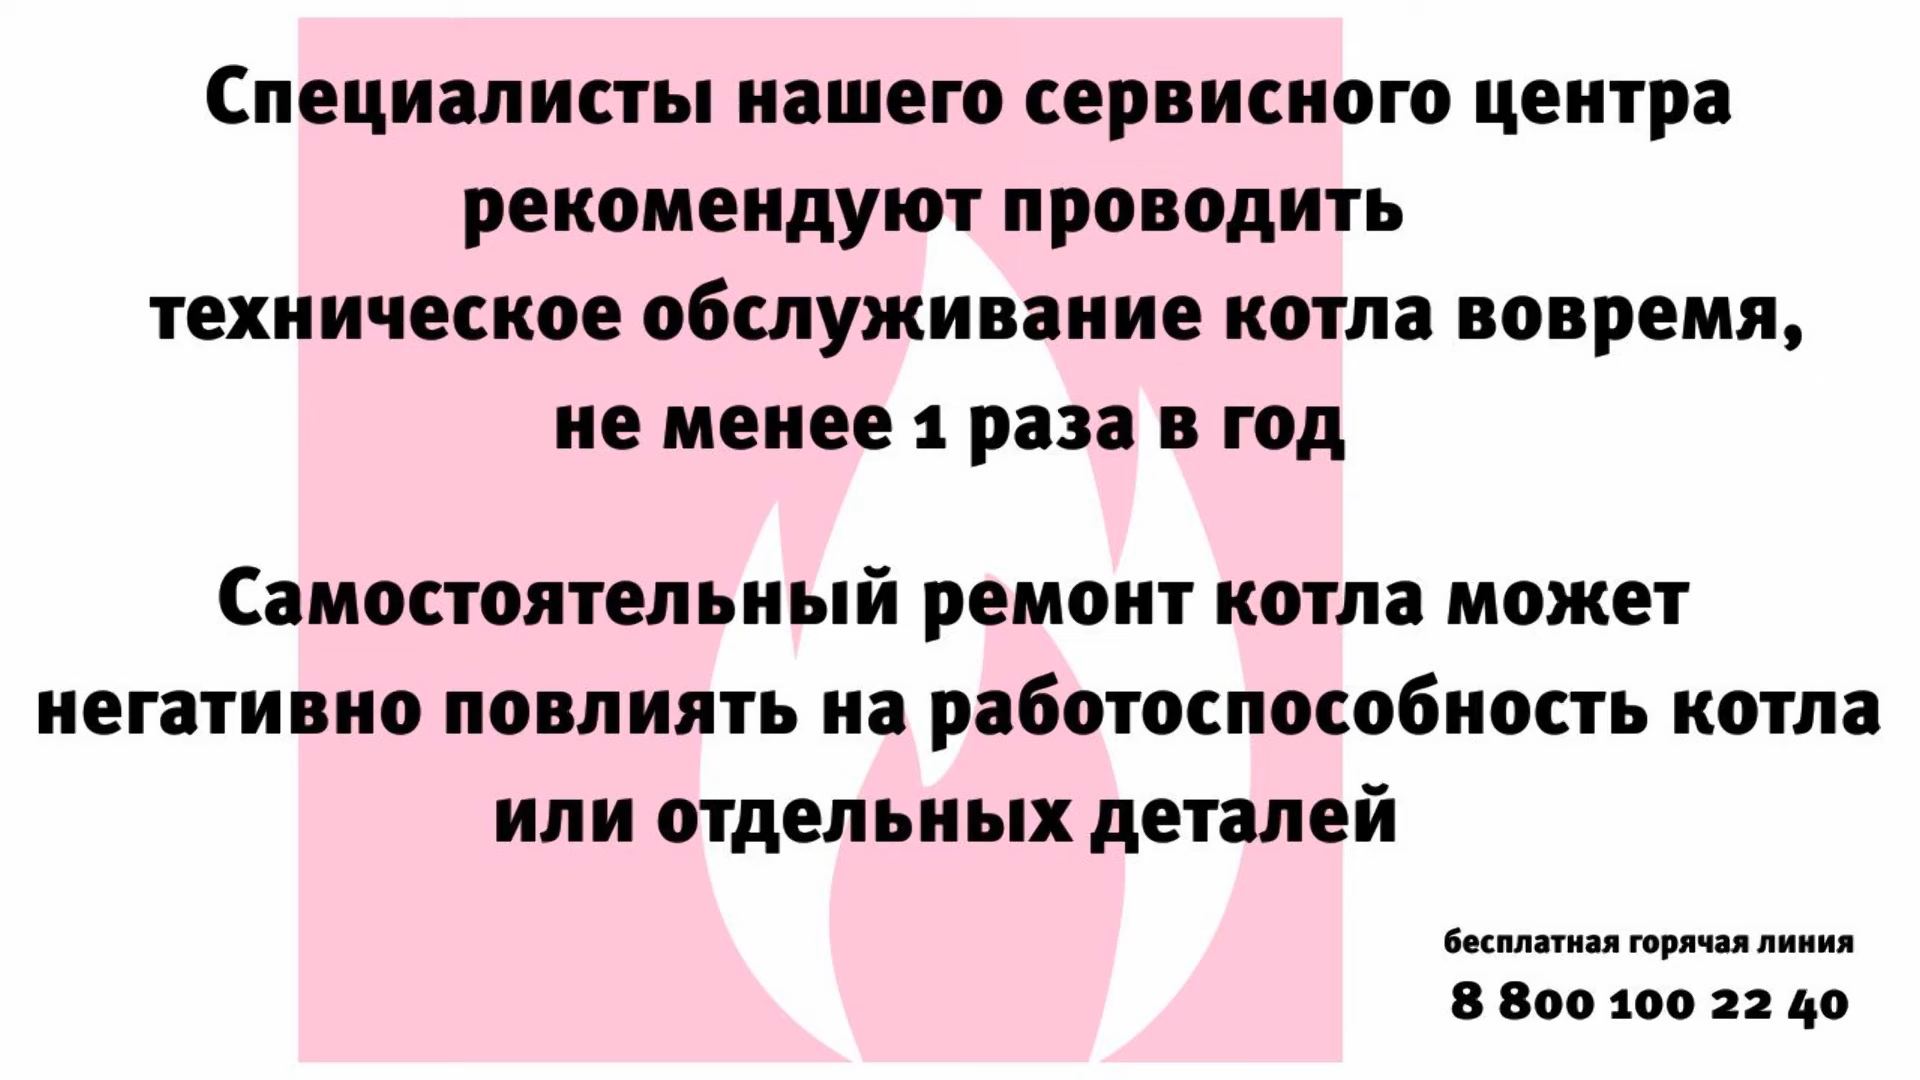 Специалисты нашего сервисного центра
рекомендуют проводить
техническое обслуживание котла вовремя,
не менее 1 раза в год
Самостоятельный ремонт котла может
негативно повлиять на работоспособность котла
или отдельных деталей
бесплатная горячая линия
8 800 100 22 40